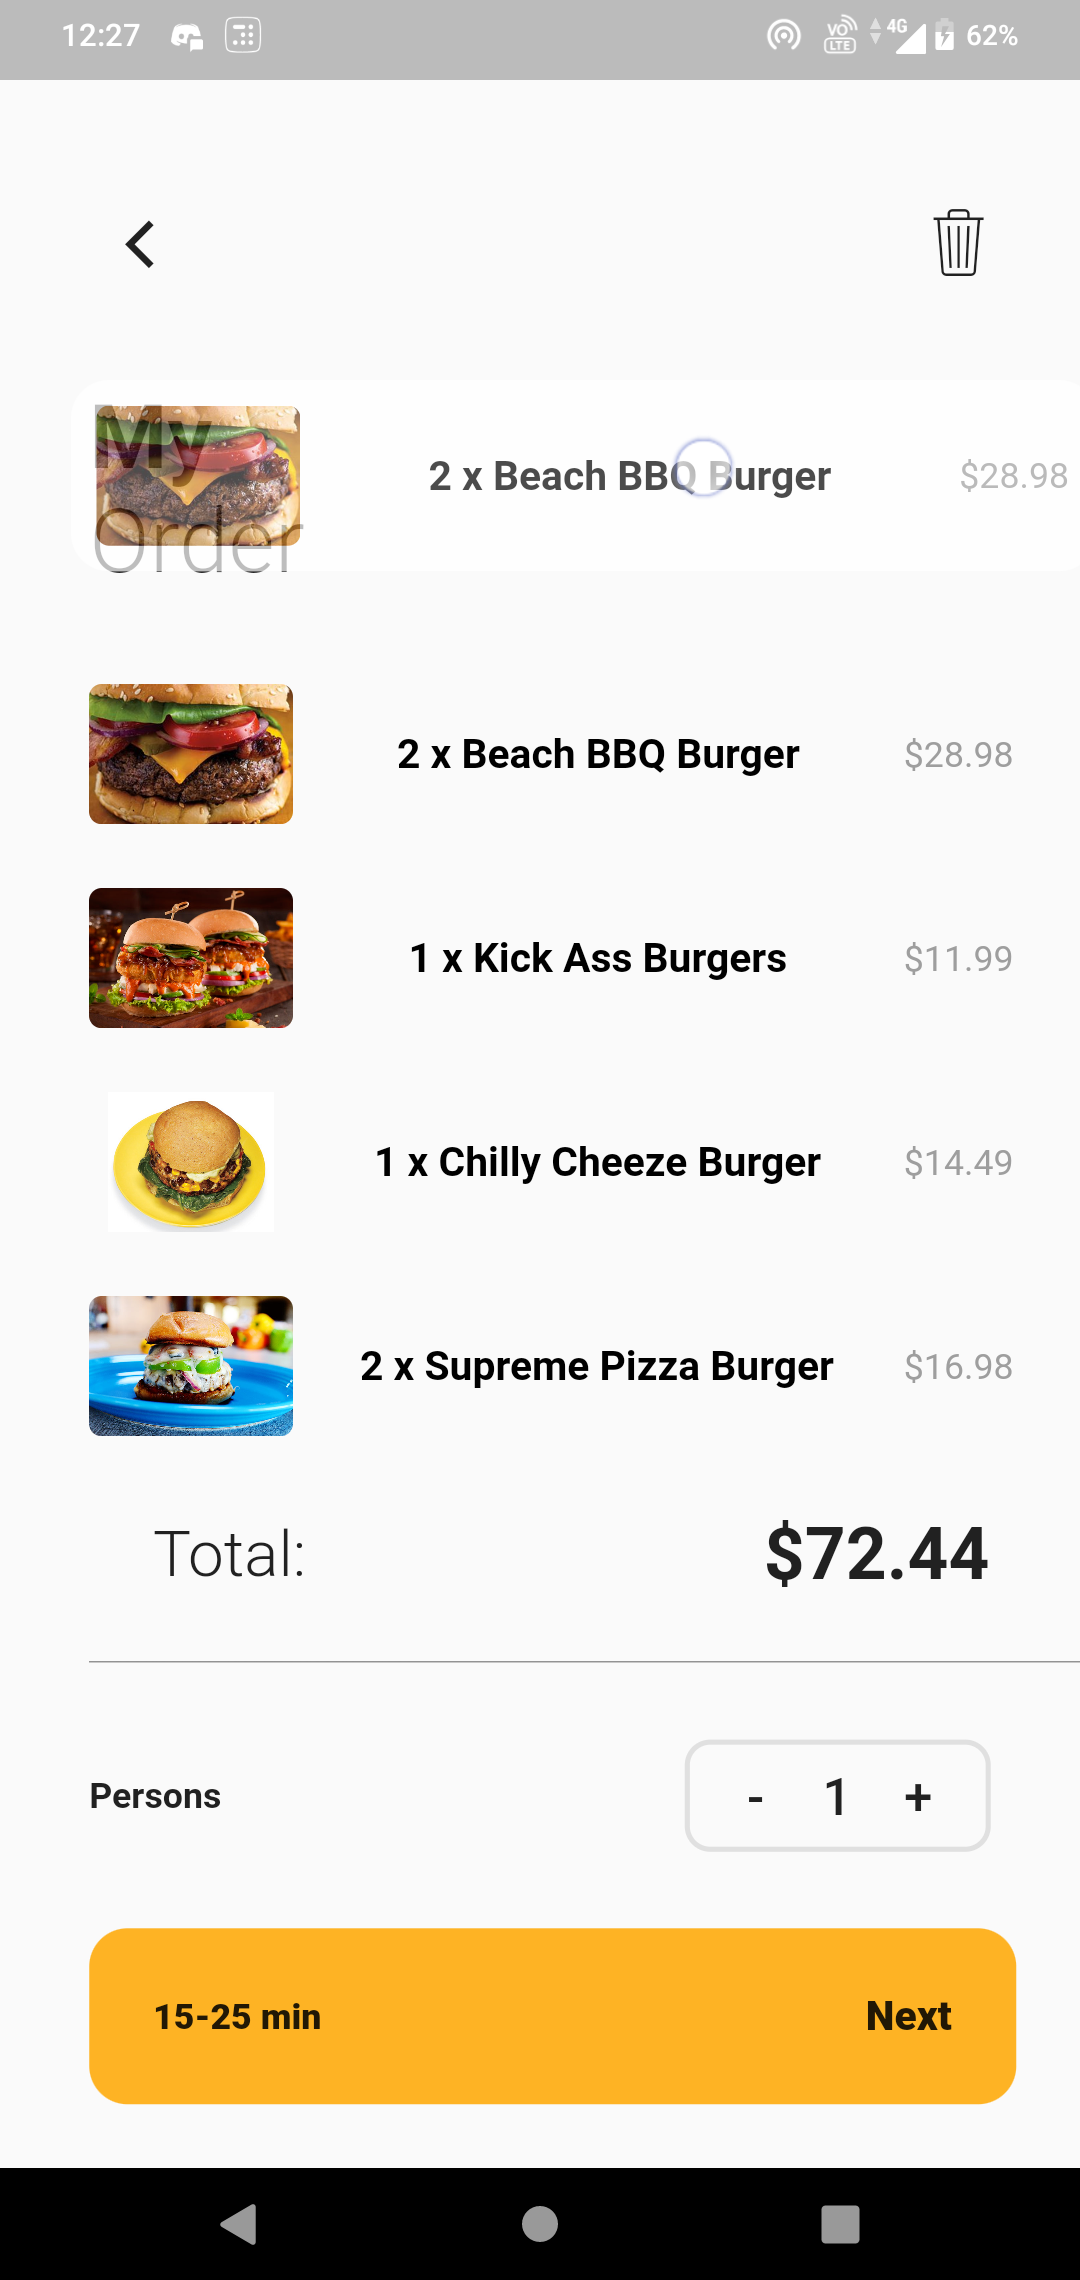 12:27
VO LTE 4G 62%
My
Order
2 x Beach BBQ Burger $28.98
2 x Beach BBQ Burger $28.98
1 x Kick Ass Burgers $11.99
1 x Chilly Cheeze Burger $14.49
2 x Supreme Pizza Burger $16.98
Total: $72.44
Persons - 1 +
15-25 min Next